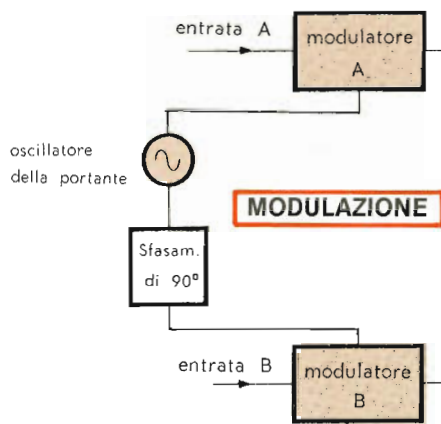 entrata A
modulatore
A
oscillatore
della portante
MODULAZIONE
Sfasam.
di 90°
entrata B
modulatore
B